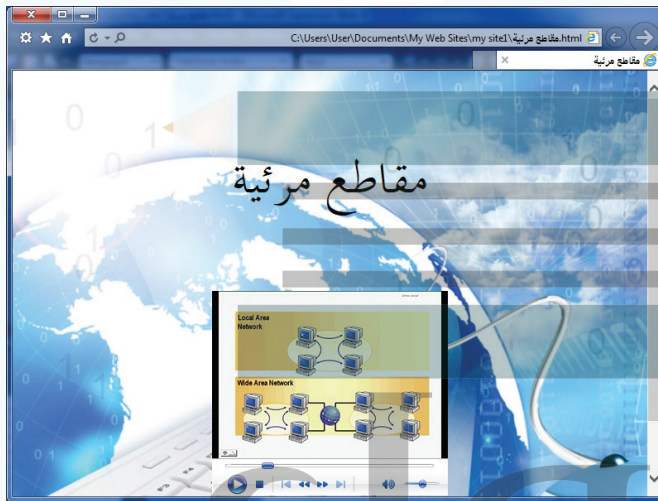 C:\Users\User\Documents\My Web Sites\my site1\مقاطع مرئية.html
مقاطع مرئية
مقاطع مرئية
Local Area
Network
Wide Area Network